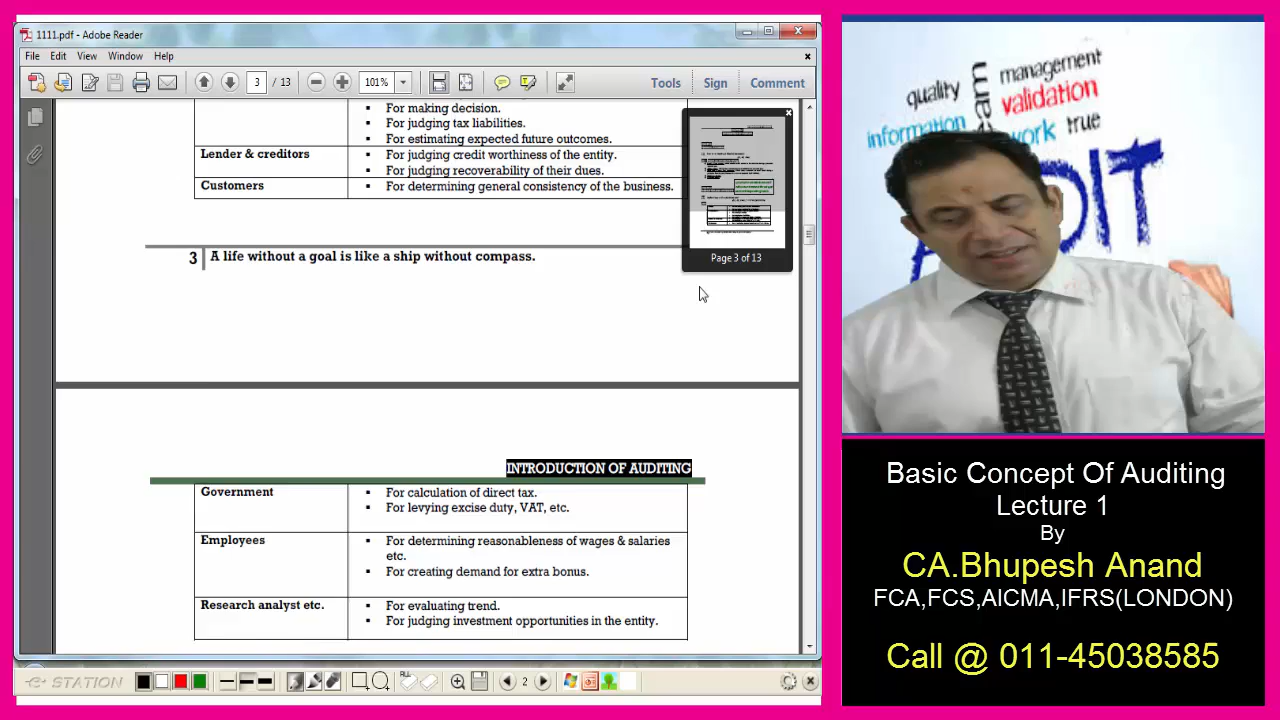 1111.pdf - Adobe Reader
File Edit View Window Help
3 / 13
101%
Tools Sign Comment
For making decision.
For judging tax liabilities.
For estimating expected future outcomes.
Lender & creditors
For judging credit worthiness of the entity.
For judging recoverability of their dues.
Customers
For determining general consistency of the business.
Page 3 of 13
3 A life without a goal is like a ship without compass.
INTRODUCTION OF AUDITING
Government
For calculation of direct tax.
For levying excise duty, VAT, etc.
Employees
For determining reasonableness of wages & salaries
etc.
For creating demand for extra bonus.
Research analyst etc.
For evaluating trend.
For judging investment opportunities in the entity.
e-STATION
2
quality
management
validation
information
work
true
Basic Concept Of Auditing
Lecture 1
By
CA.Bhupesh Anand
FCA,FCS,AICMA,IFRS(LONDON)
Call @ 011-45038585